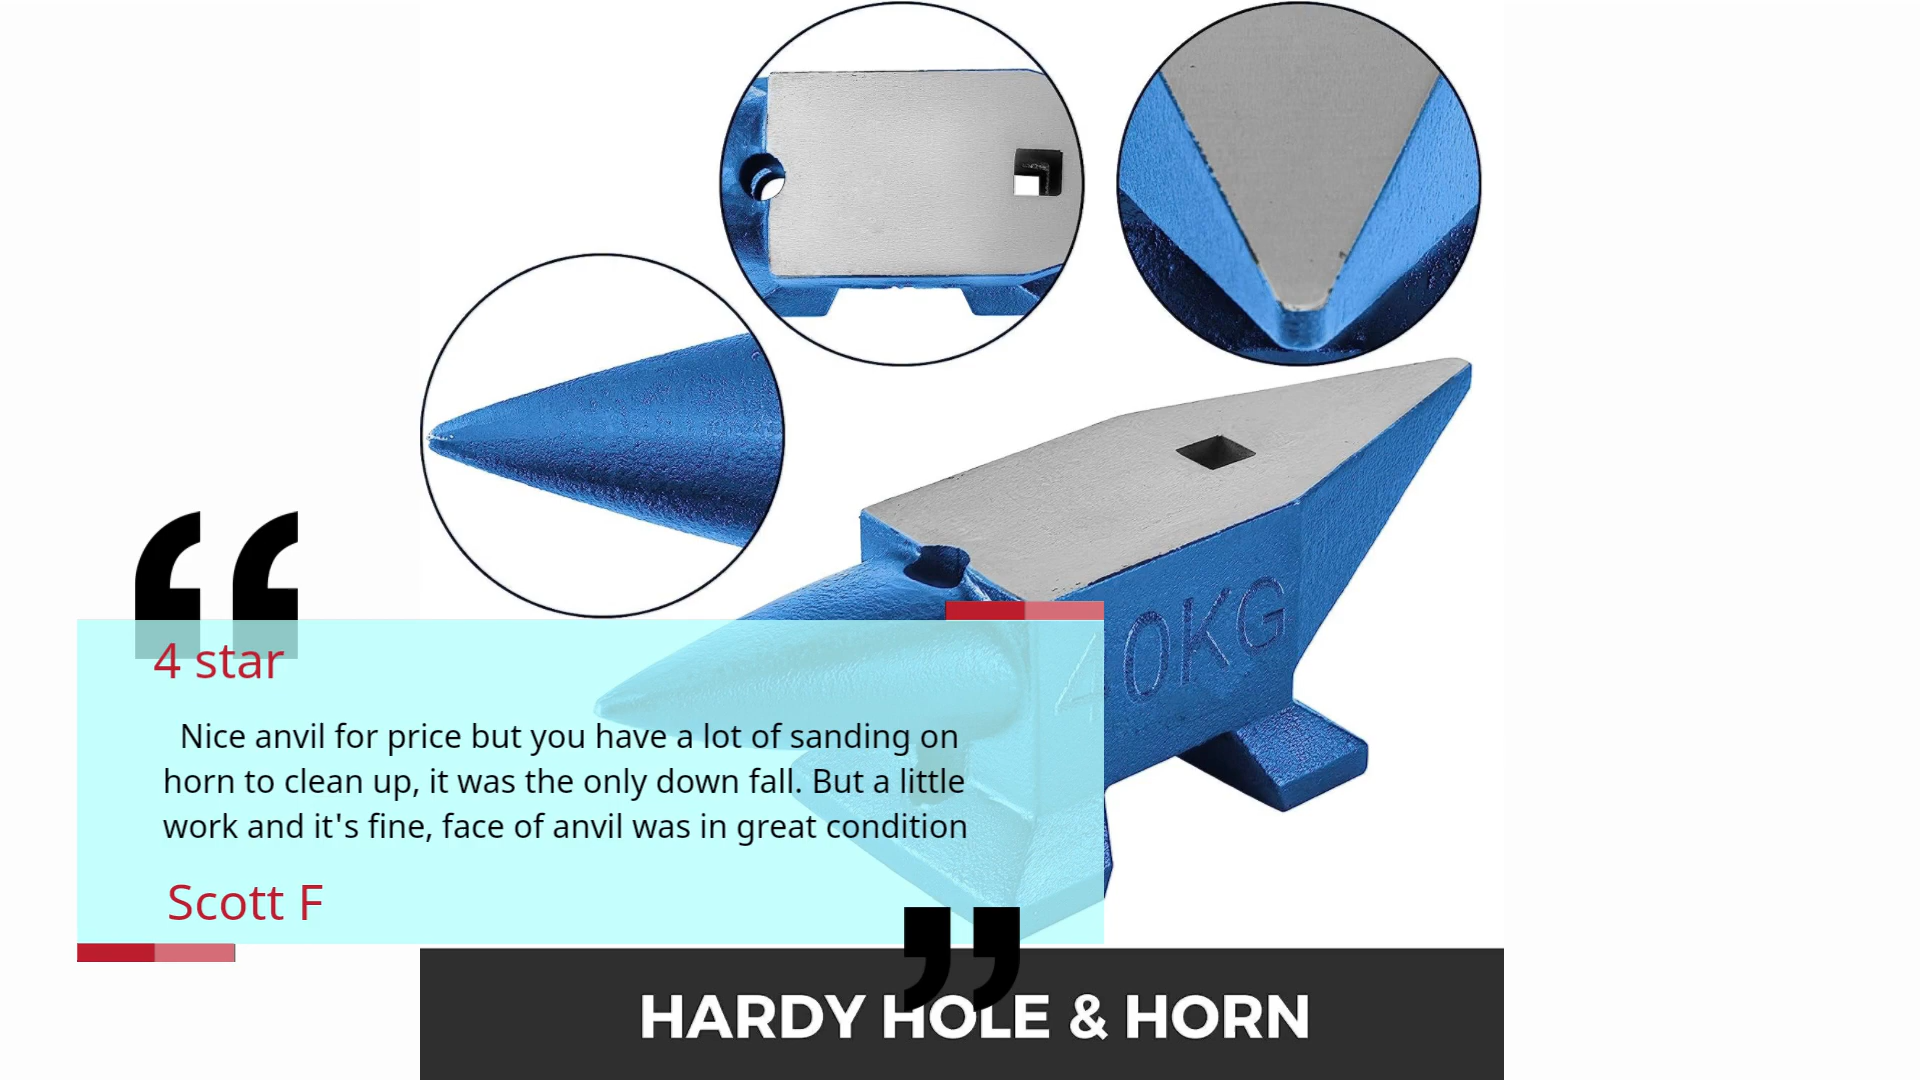 40KG
4 star
Nice anvil for price but you have a lot of sanding on
horn to clean up, it was the only down fall. But a little
work and it's fine, face of anvil was in great condition
Scott F
HARDY HOLE & HORN